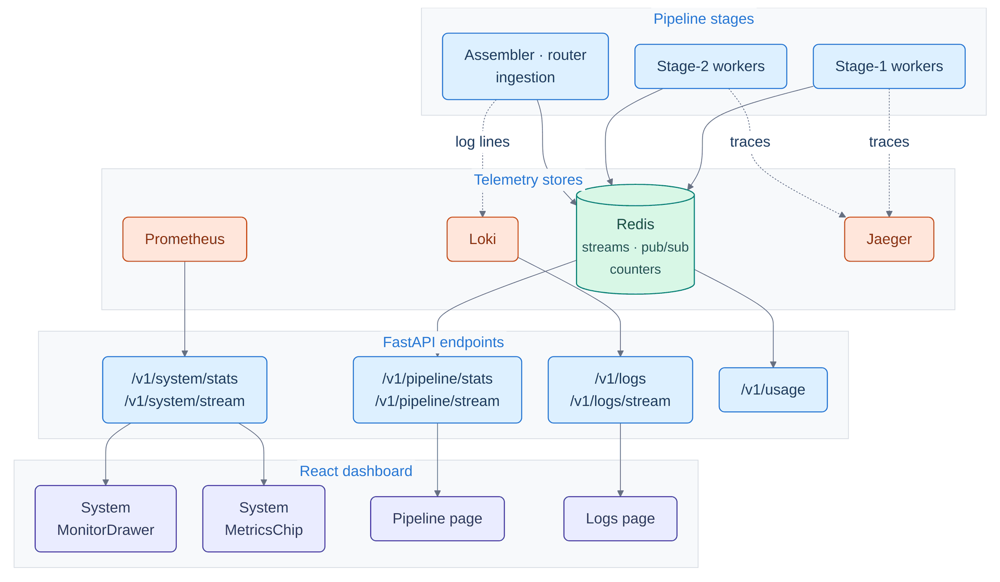 Pipeline stages
Assembler · router
ingestion
Stage-2 workers
Stage-1 workers
log lines
traces
traces
Telemetry stores
Prometheus
Loki
Redis
streams · pub/sub
counters
Jaeger
FastAPI endpoints
/v1/system/stats
/v1/system/stream
/v1/pipeline/stats
/v1/pipeline/stream
/v1/logs
/v1/logs/stream
/v1/usage
React dashboard
System
MonitorDrawer
System
MetricsChip
Pipeline page
Logs page